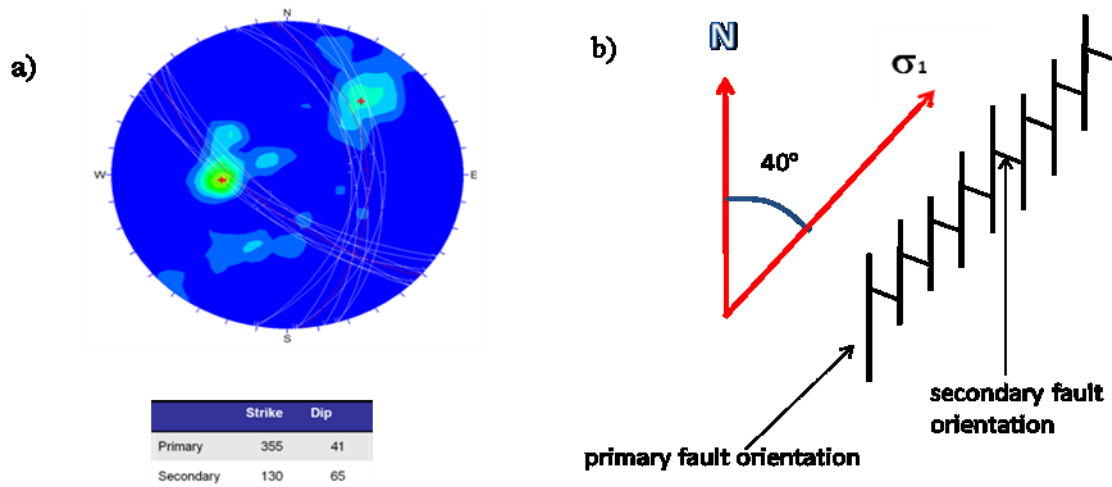 a)
N
W
E
S
Strike Dip
Primary 355 41
Secondary 130 65
b)
N
σ1
40°
secondary fault
orientation
primary fault orientation